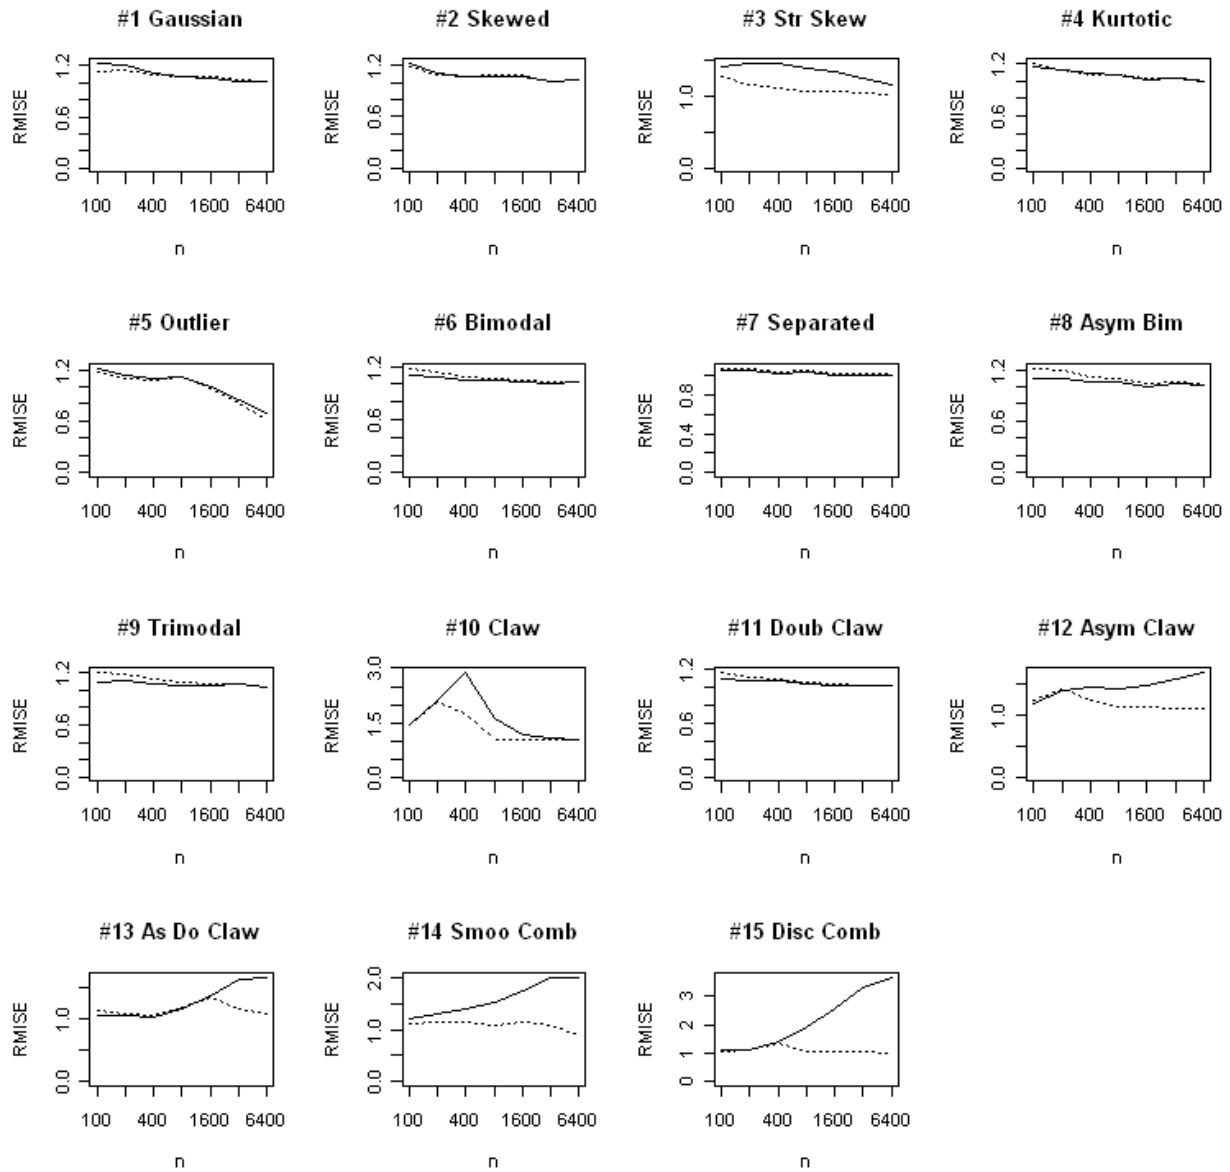 #1 Gaussian
RMISE
0.0 0.6 1.2
100 400 1600 6400
n
#2 Skewed
RMISE
0.0 0.6 1.2
100 400 1600 6400
n
#3 Str Skew
RMISE
0.0 1.0
100 400 1600 6400
n
#4 Kurtotic
RMISE
0.0 0.6 1.2
100 400 1600 6400
n
#5 Outlier
RMISE
0.0 0.6 1.2
100 400 1600 6400
n
#6 Bimodal
RMISE
0.0 0.6 1.2
100 400 1600 6400
n
#7 Separated
RMISE
0.0 0.4 0.8
100 400 1600 6400
n
#8 Asym Bim
RMISE
0.0 0.6 1.2
100 400 1600 6400
n
#9 Trimodal
RMISE
0.0 0.6 1.2
100 400 1600 6400
n
#10 Claw
RMISE
0.0 1.5 3.0
100 400 1600 6400
n
#11 Doub Claw
RMISE
0.0 0.6 1.2
100 400 1600 6400
n
#12 Asym Claw
RMISE
0.0 1.0
100 400 1600 6400
n
#13 As Do Claw
RMISE
0.0 1.0
100 400 1600 6400
n
#14 Smoo Comb
RMISE
0.0 1.0 2.0
100 400 1600 6400
n
#15 Disc Comb
RMISE
0 1 2 3
100 400 1600 6400
n